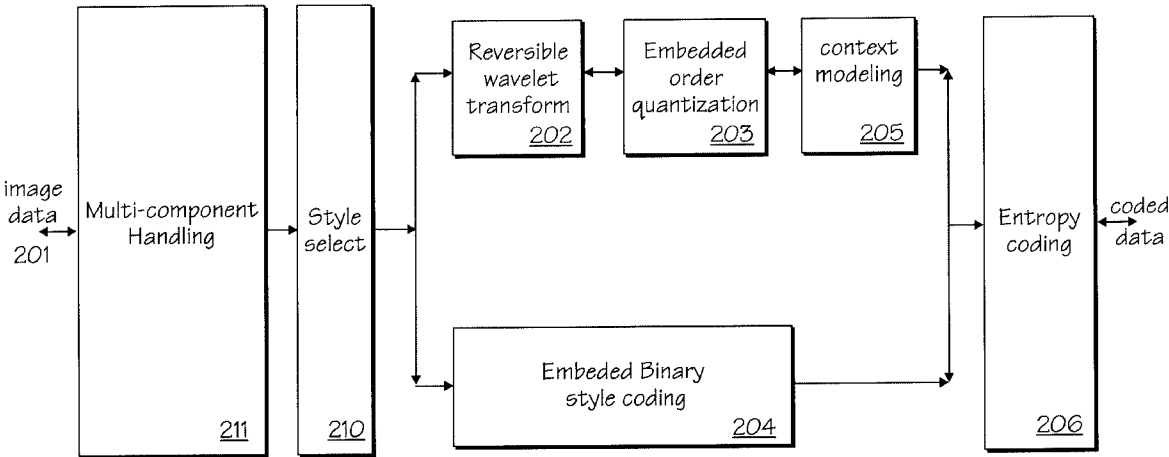 image
data
201
Multi-component
Handling
211
Style
select
210
Reversible
wavelet
transform
202
Embedded
order
quantization
203
context
modeling
205
Embeded Binary
style coding
204
Entropy
coding
206
coded
data